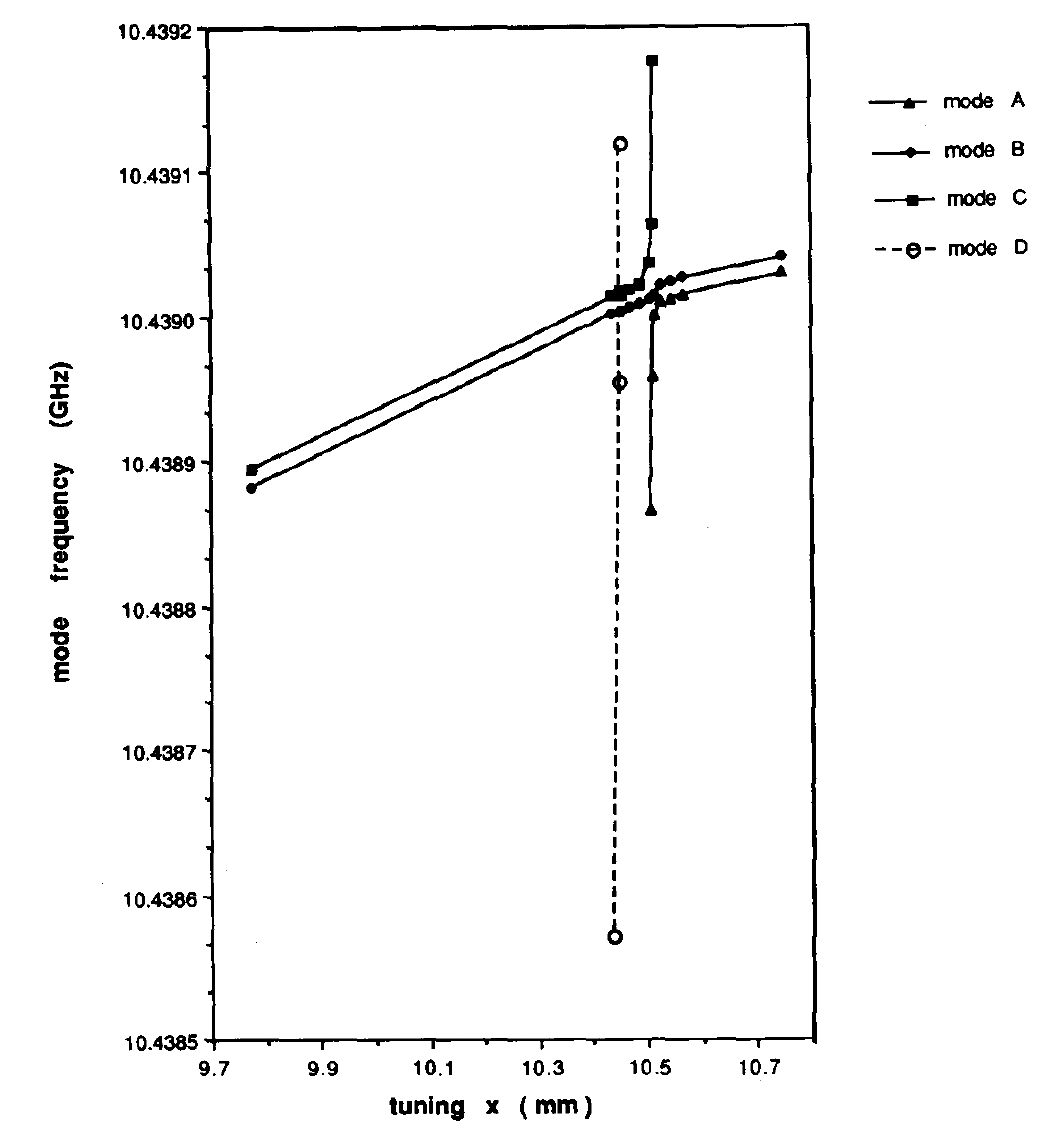 10.4392
10.4391
10.4390
10.4389
10.4388
10.4387
10.4386
10.4385
mode frequency (GHz)
9.7 9.9 10.1 10.3 10.5 10.7
tuning x (mm)
mode A
mode B
mode C
mode D